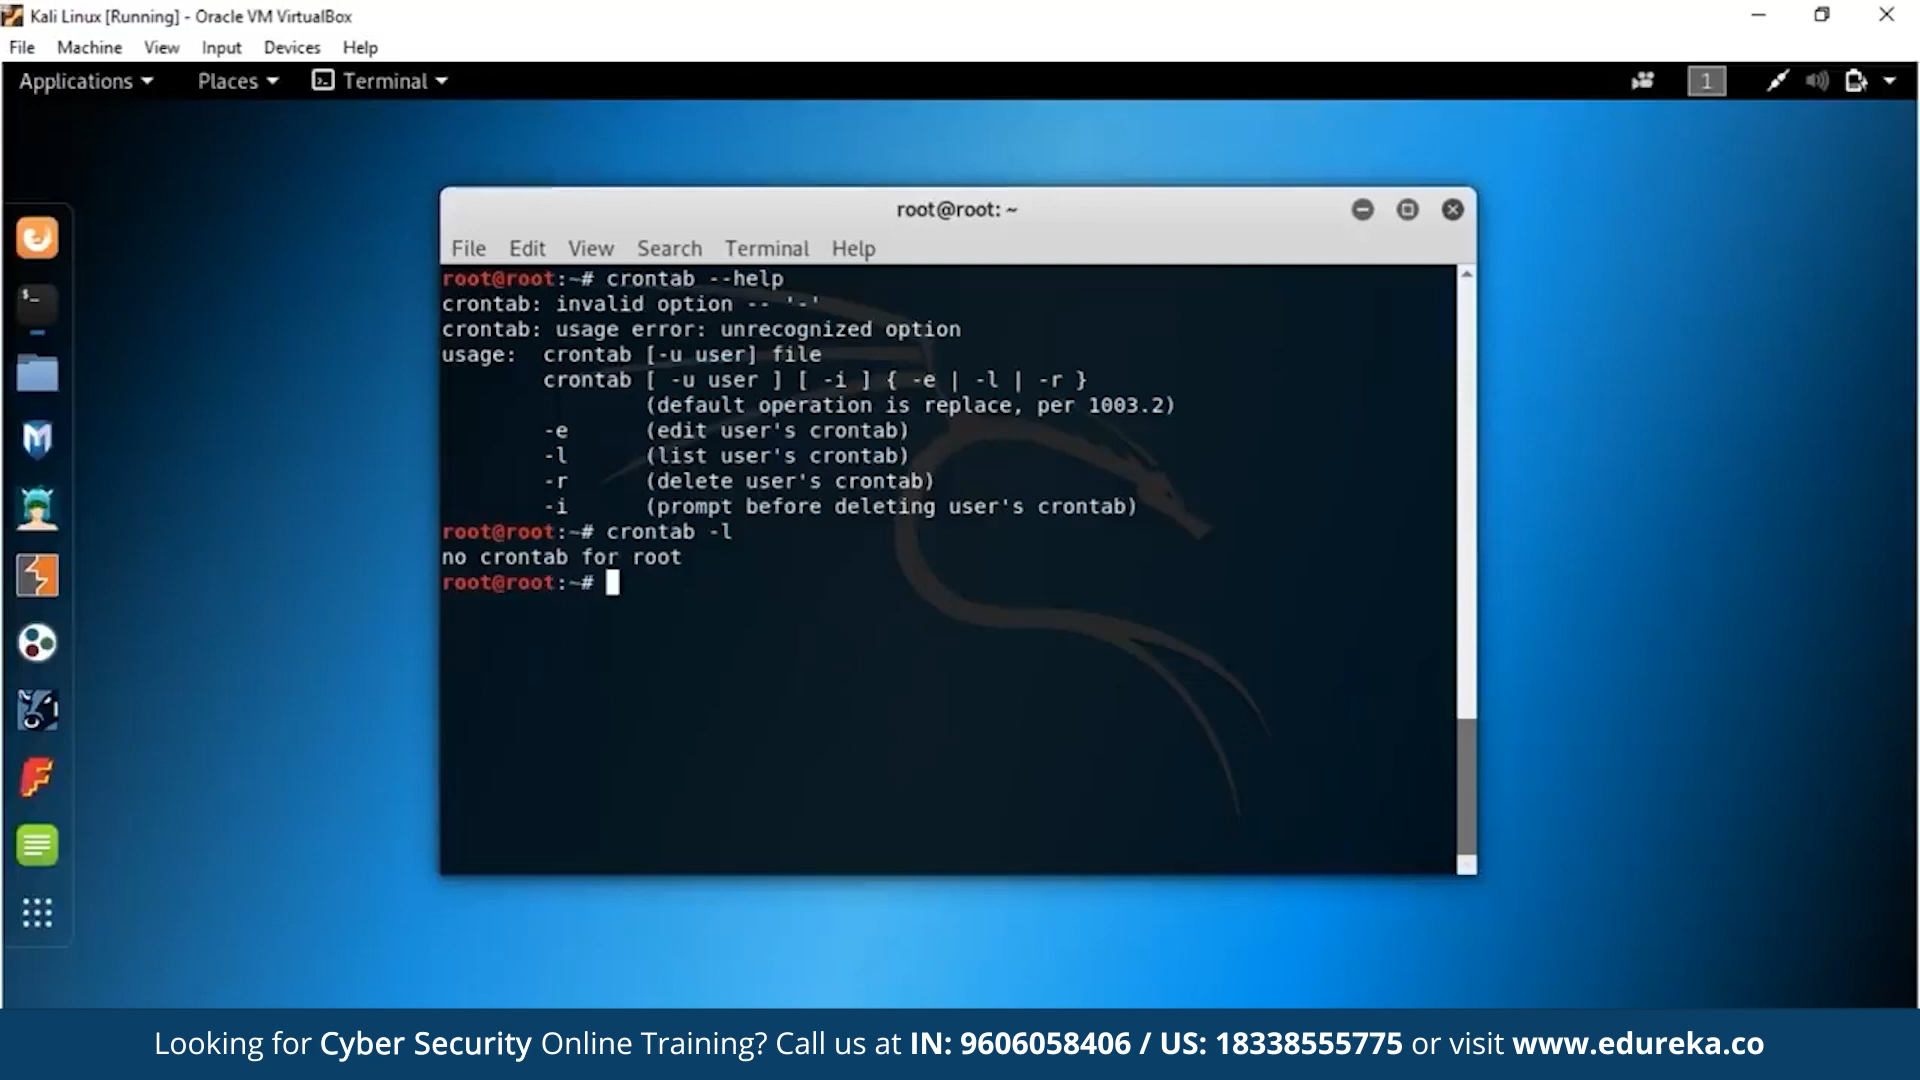 Kali Linux [Running] - Oracle VM VirtualBox
File Machine View Input Devices Help
Applications Places Terminal 1
root@root: ~
File Edit View Search Terminal Help
root@root:~# crontab --help
crontab: invalid option -- '-'
crontab: usage error: unrecognized option
usage:  crontab [-u user] file
        crontab [ -u user ] [ -i ] { -e | -l | -r }
                (default operation is replace, per 1003.2)
        -e      (edit user's crontab)
        -l      (list user's crontab)
        -r      (delete user's crontab)
        -i      (prompt before deleting user's crontab)
root@root:~# crontab -l
no crontab for root
root@root:~#
Looking for Cyber Security Online Training? Call us at IN: 9606058406 / US: 18338555775 or visit www.edureka.co